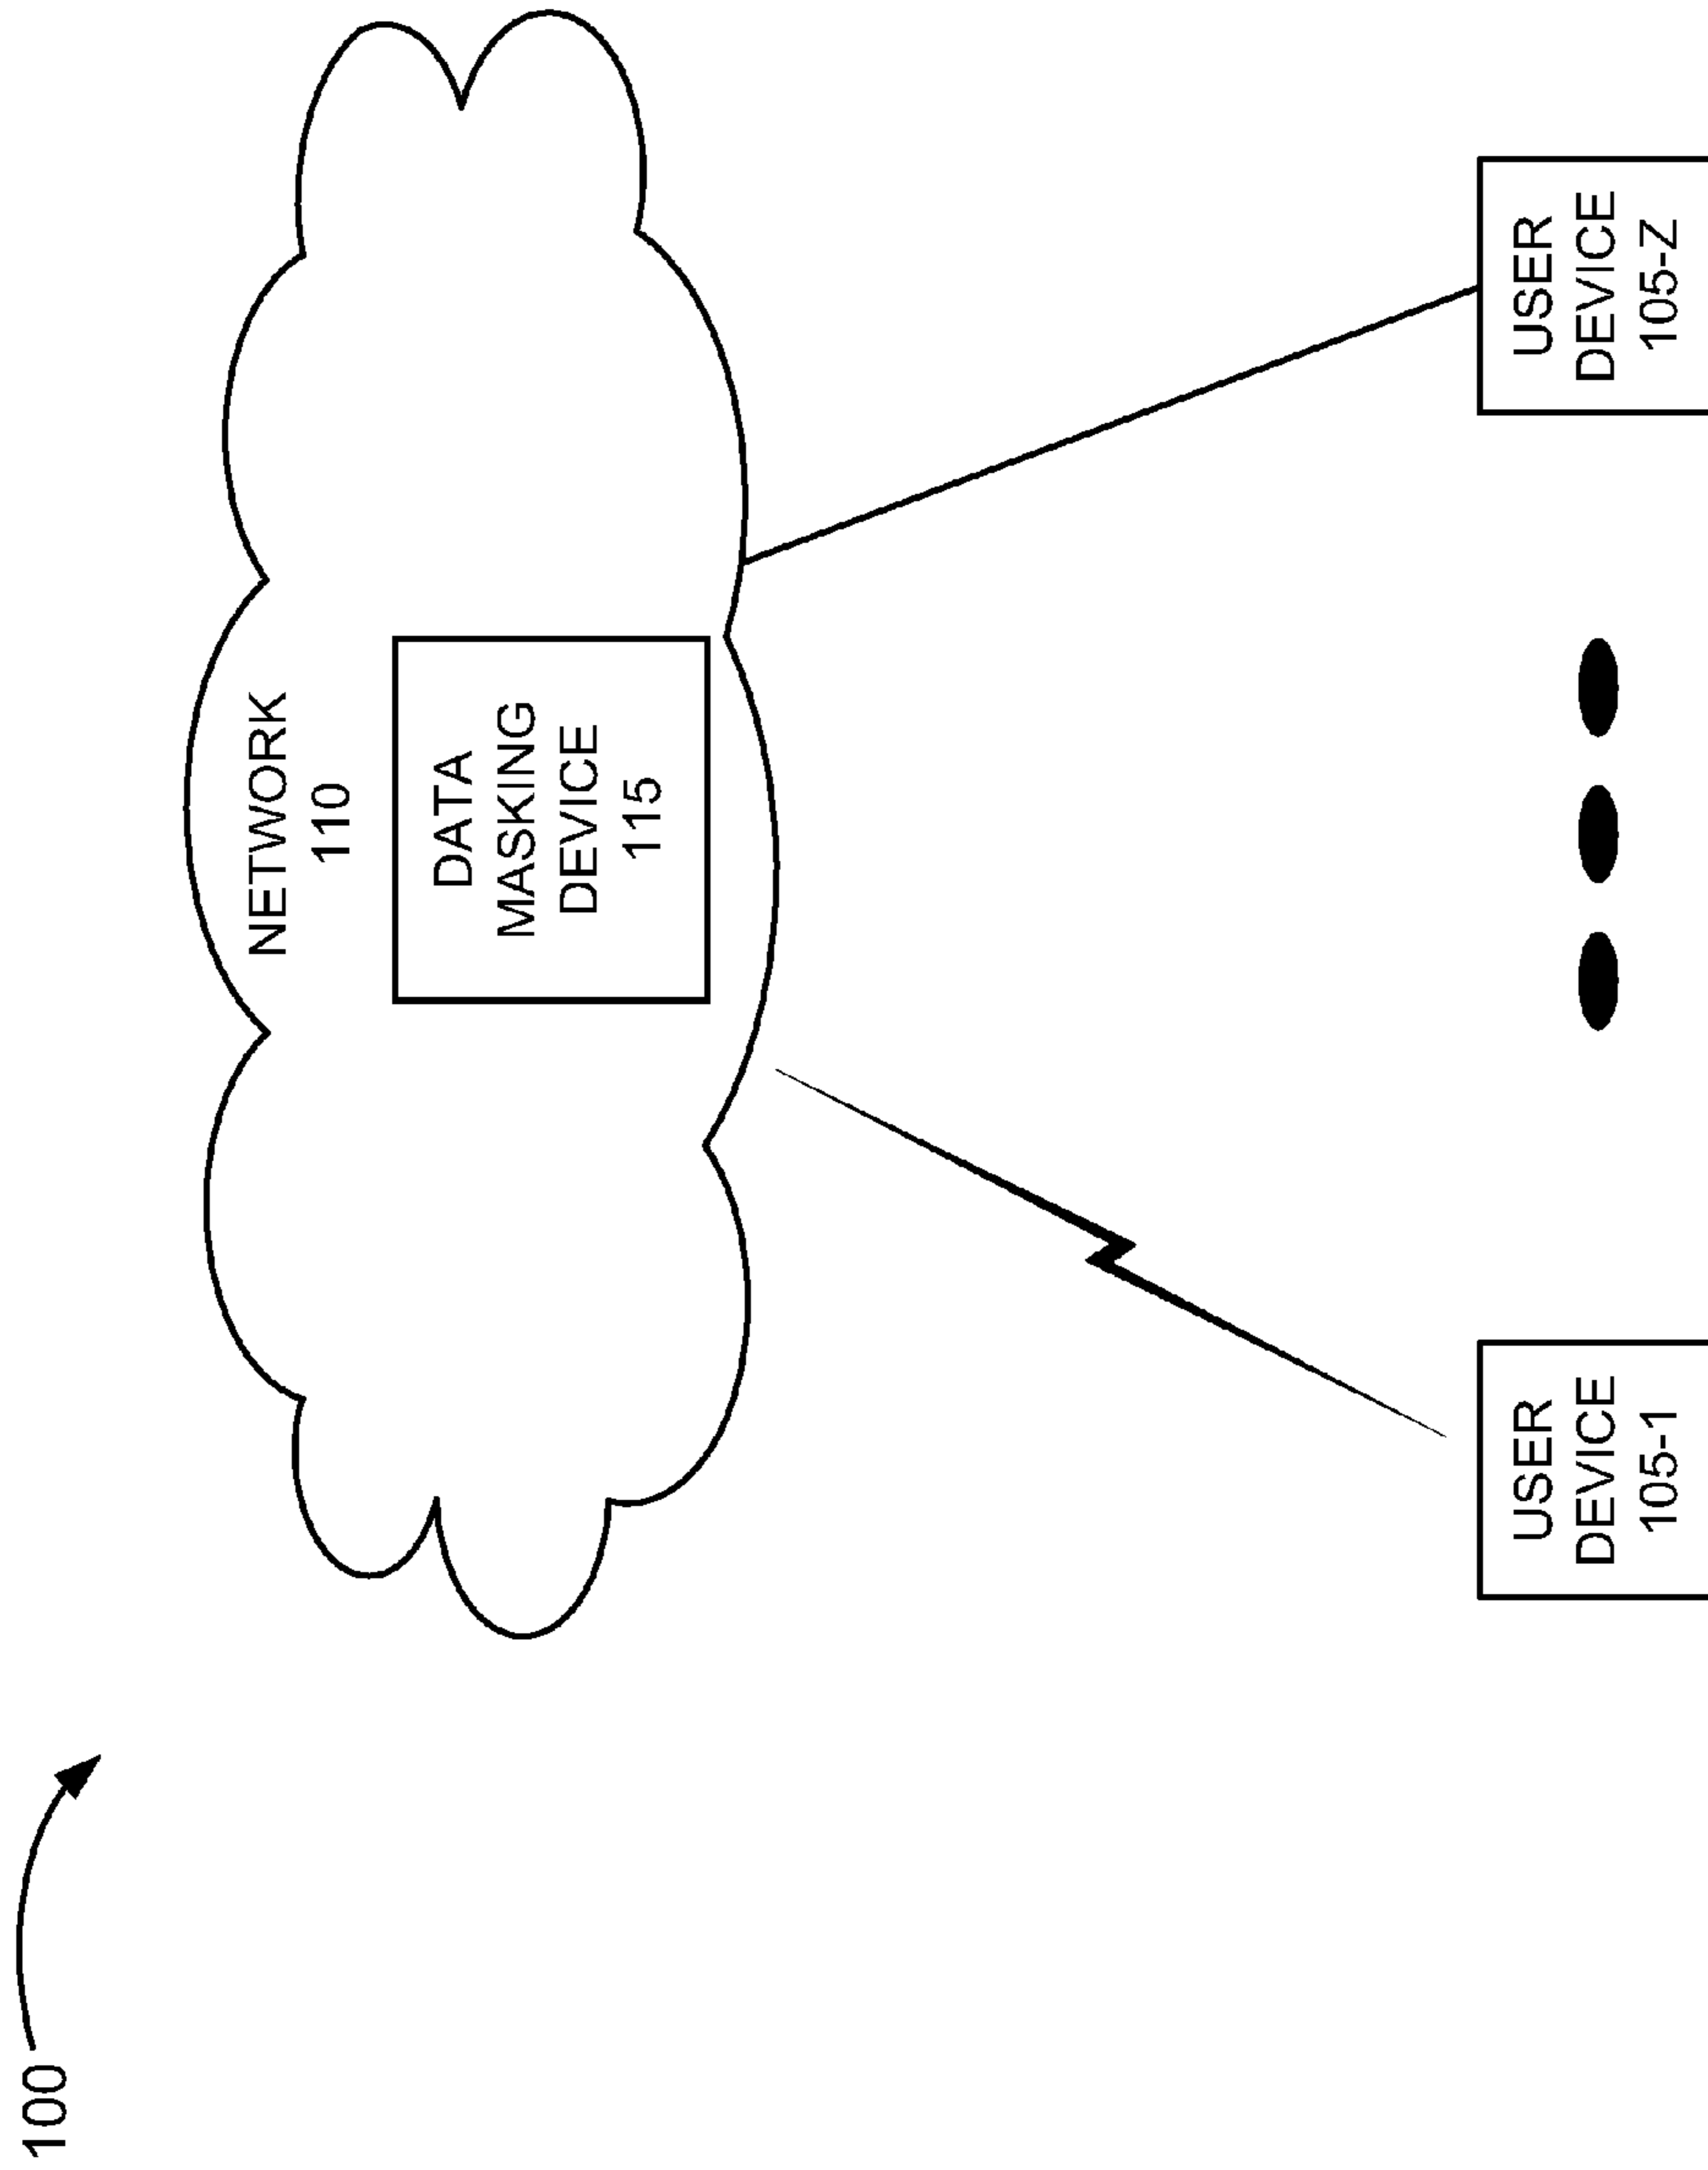 100
NETWORK
110
DATA
MASKING
DEVICE
115
USER
DEVICE
105-1
USER
DEVICE
105-Z